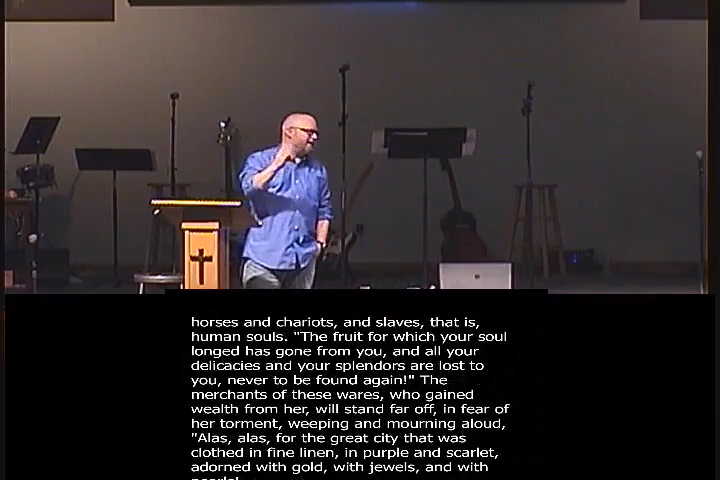 horses and chariots, and slaves, that is,
human souls. "The fruit for which your soul
longed has gone from you, and all your
delicacies and your splendors are lost to
you, never to be found again!" The
merchants of these wares, who gained
wealth from her, will stand far off, in fear of
her torment, weeping and mourning aloud,
"Alas, alas, for the great city that was
clothed in fine linen, in purple and scarlet,
adorned with gold, with jewels, and with